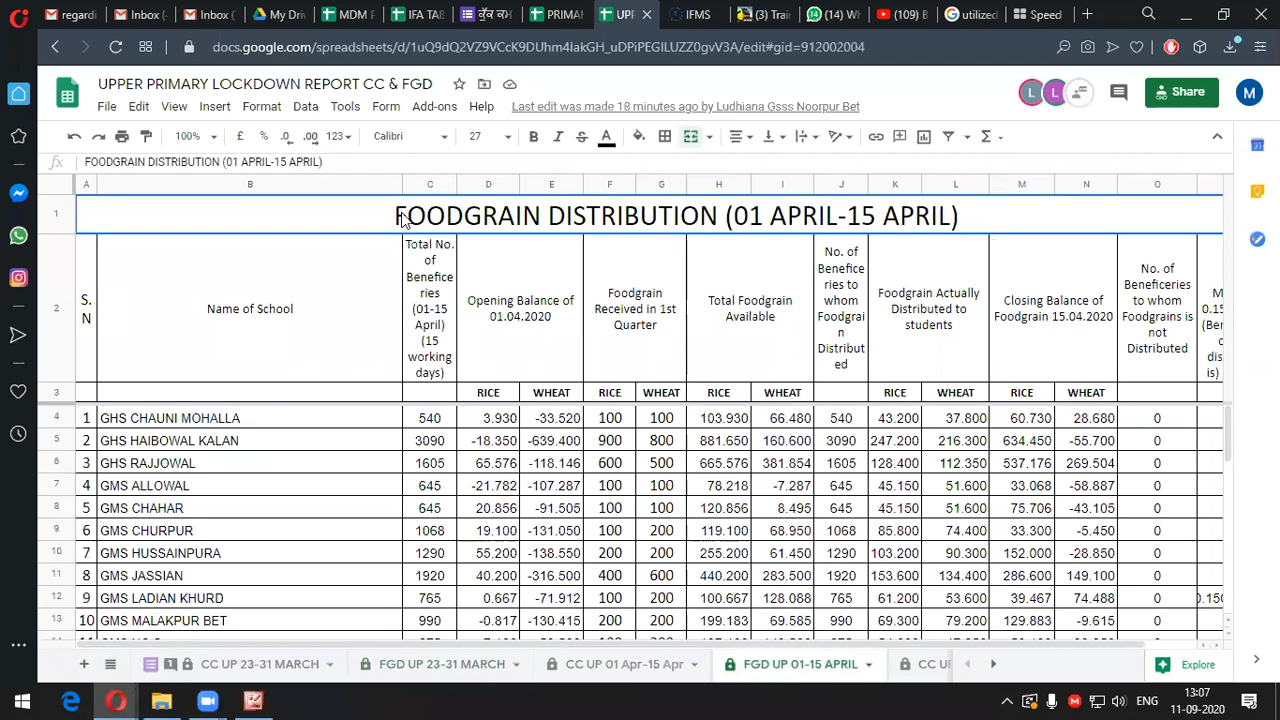 regardi
Inbox (
Inbox (
My Dri
MDM F
IFA TAB
ਕੁੱਕ ਕਮ
PRIMAR
UPP
IFMS
(3) Trai
(14) Wh
(109) B
utilized
Speed
docs.google.com/spreadsheets/d/1uQ9dQ2VZ9VCcK9DUhm4IakGH_uDPiPEGILUZZ0gvV3A/edit#gid=912002004
UPPER PRIMARY LOCKDOWN REPORT CC & FGD
File Edit View Insert Format Data Tools Form Add-ons Help Last edit was made 18 minutes ago by Ludhiana Gsss Noorpur Bet
L L Share M
100% £ % .0 .00 123 Calibri 27 B I S A
fx FOODGRAIN DISTRIBUTION (01 APRIL-15 APRIL)
A B C D E F G H I J K L M N O
1 FOODGRAIN DISTRIBUTION (01 APRIL-15 APRIL)
2
S. N
Name of School
Total No. of Benefice ries (01-15 April) (15 working days)
Opening Balance of 01.04.2020
Foodgrain Received in 1st Quarter
Total Foodgrain Available
No. of Benefice ries to whom Foodgrai n Distribut ed
Foodgrain Actually Distributed to students
Closing Balance of Foodgrain 15.04.2020
No. of Beneficeries to whom Foodgrains is not Distributed
3 RICE WHEAT RICE WHEAT RICE WHEAT RICE WHEAT RICE WHEAT
4 1 GHS CHAUNI MOHALLA 540 3.930 -33.520 100 100 103.930 66.480 540 43.200 37.800 60.730 28.680 0
5 2 GHS HAIBOWAL KALAN 3090 -18.350 -639.400 900 800 881.650 160.600 3090 247.200 216.300 634.450 -55.700 0
6 3 GHS RAJJOWAL 1605 65.576 -118.146 600 500 665.576 381.854 1605 128.400 112.350 537.176 269.504 0
7 4 GMS ALLOWAL 645 -21.782 -107.287 100 100 78.218 -7.287 645 45.150 51.600 33.068 -58.887 0
8 5 GMS CHAHAR 645 20.856 -91.505 100 100 120.856 8.495 645 45.150 51.600 75.706 -43.105 0
9 6 GMS CHURPUR 1068 19.100 -131.050 100 200 119.100 68.950 1068 85.800 74.400 33.300 -5.450 0
10 7 GMS HUSSAINPURA 1290 55.200 -138.550 200 200 255.200 61.450 1290 103.200 90.300 152.000 -28.850 0
11 8 GMS JASSIAN 1920 40.200 -316.500 400 600 440.200 283.500 1920 153.600 134.400 286.600 149.100 0
12 9 GMS LADIAN KHURD 765 0.667 -71.912 100 200 100.667 128.088 765 61.200 53.600 39.467 74.488 0
13 10 GMS MALAKPUR BET 990 -0.817 -130.415 200 200 199.183 69.585 990 69.300 79.200 129.883 -9.615 0
1 CC UP 23-31 MARCH
FGD UP 23-31 MARCH
CC UP 01 Apr-15 Apr
FGD UP 01-15 APRIL
CC U
Explore
ENG
13:07
11-09-2020